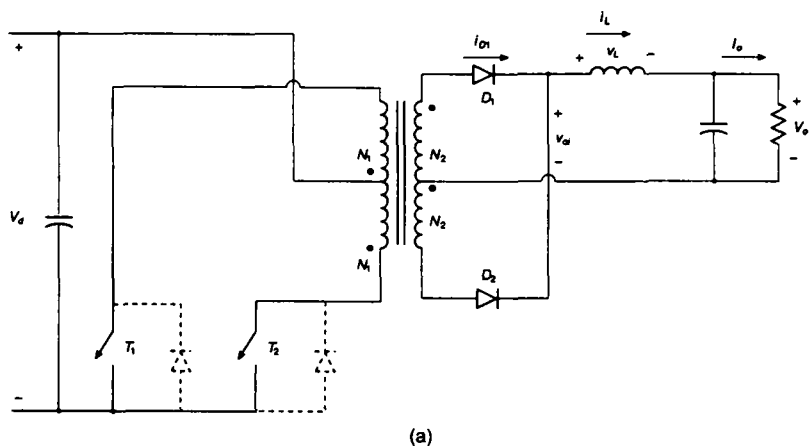 +
V_d
−
T_1
T_2
N_1
N_1
N_2
N_2
i_D1
D_1
D_2
+
v_oi
−
i_L
+ v_L −
I_o
+
V_o
−
(a)